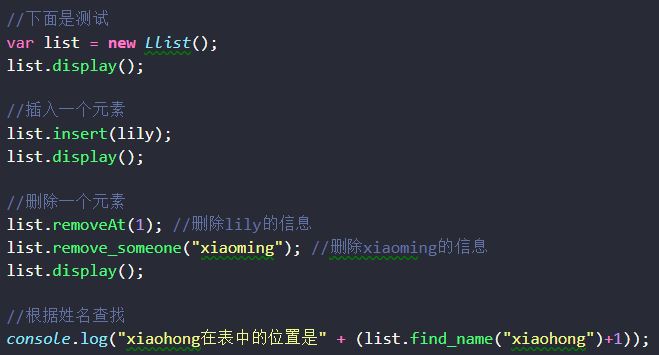 //下面是测试
var list = new Llist();
list.display();
//插入一个元素
list.insert(lily);
list.display();
//删除一个元素
list.removeAt(1); //删除lily的信息
list.remove_someone("xiaoming"); //删除xiaoming的信息
list.display();
//根据姓名查找
console.log("xiaohong在表中的位置是" + (list.find_name("xiaohong")+1));